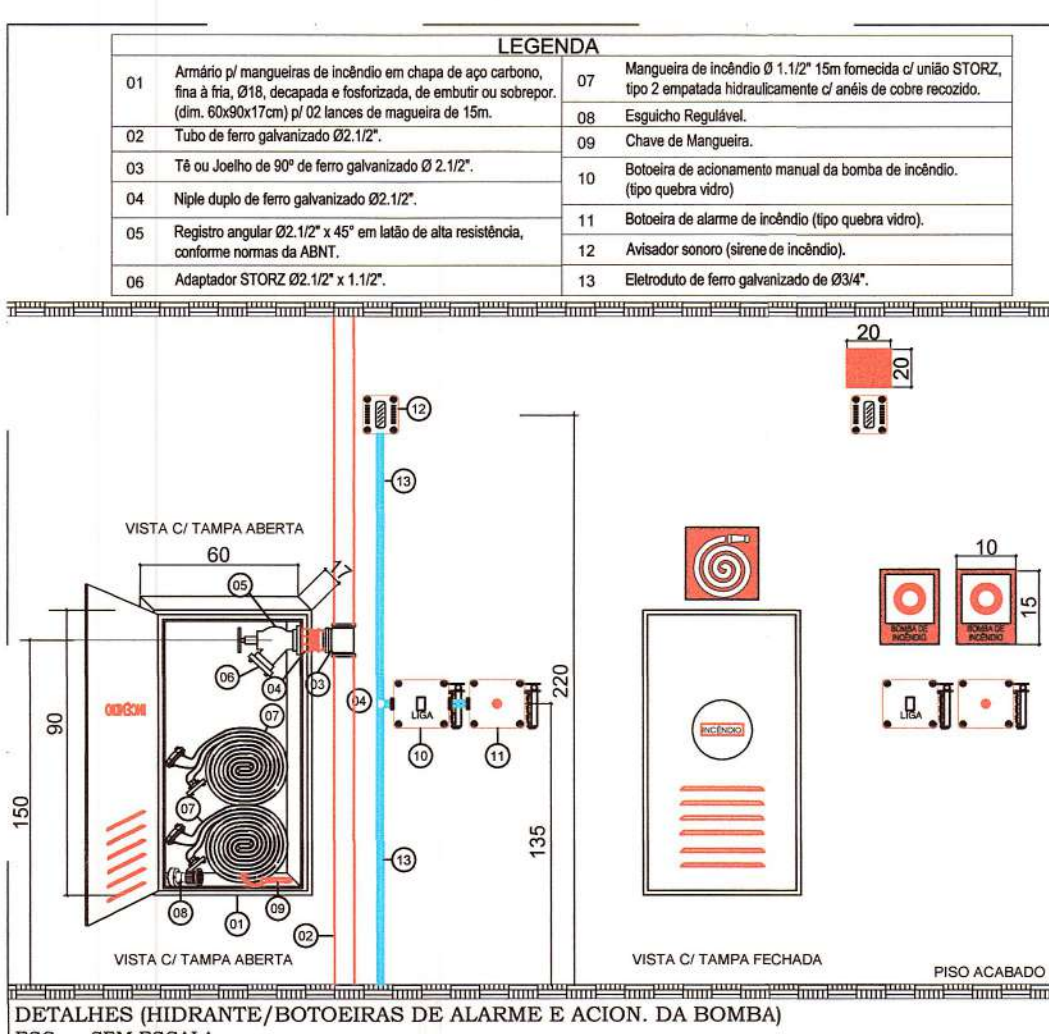 LEGENDA
01 Armário p/ mangueiras de incêndio em chapa de aço carbono,
fina à fria, Ø18, decapada e fosforizada, de embutir ou sobrepor.
(dim. 60x90x17cm) p/ 02 lances de magueira de 15m.
02 Tubo de ferro galvanizado Ø2.1/2".
03 Tê ou Joelho de 90º de ferro galvanizado Ø 2.1/2".
04 Niple duplo de ferro galvanizado Ø2.1/2".
05 Registro angular Ø2.1/2" x 45° em latão de alta resistência,
conforme normas da ABNT.
06 Adaptador STORZ Ø2.1/2" x 1.1/2".
07 Mangueira de incêndio Ø 1.1/2" 15m fornecida c/ união STORZ,
tipo 2 empatada hidraulicamente c/ anéis de cobre recozido.
08 Esguicho Regulável.
09 Chave de Mangueira.
10 Botoeira de acionamento manual da bomba de incêndio.
(tipo quebra vidro)
11 Botoeira de alarme de incêndio (tipo quebra vidro).
12 Avisador sonoro (sirene de incêndio).
13 Eletroduto de ferro galvanizado de Ø3/4".
20
20
12
13
VISTA C/ TAMPA ABERTA
60
17
05
10
15
BOMBA DE
INCÊNDIO
BOMBA DE
INCÊNDIO
06
04
03
04
220
INCÊNDIO
07
LIGA
LIGA
90
10
11
INCÊNDIO
150
07
135
13
08
09
01
02
VISTA C/ TAMPA ABERTA
VISTA C/ TAMPA FECHADA
PISO ACABADO
DETALHES (HIDRANTE/BOTOEIRAS DE ALARME E ACION. DA BOMBA)
SEM ESCALA